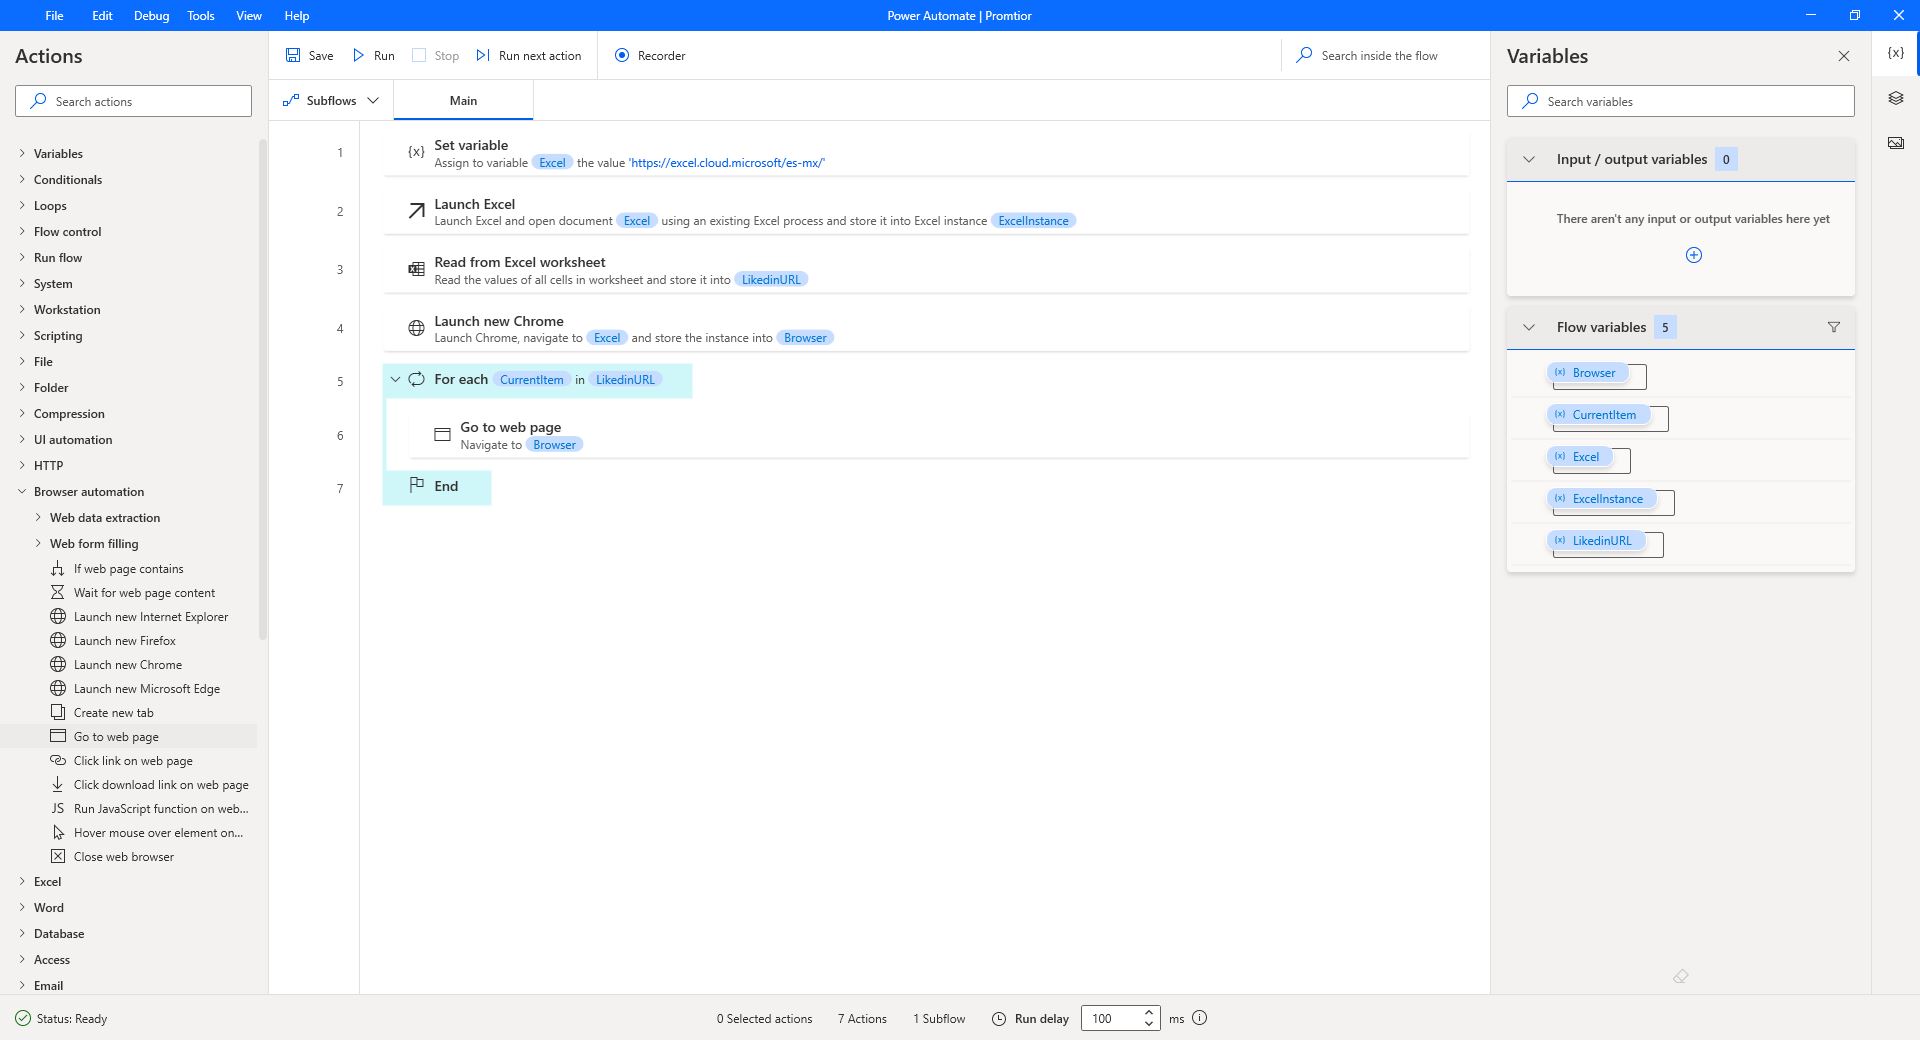 File Edit Debug Tools View Help
Power Automate | Promtior
Actions
Search actions
Variables
Conditionals
Loops
Flow control
Run flow
System
Workstation
Scripting
File
Folder
Compression
UI automation
HTTP
Browser automation
Web data extraction
Web form filling
If web page contains
Wait for web page content
Launch new Internet Explorer
Launch new Firefox
Launch new Chrome
Launch new Microsoft Edge
Create new tab
Go to web page
Click link on web page
Click download link on web page
JS Run JavaScript function on web...
Hover mouse over element on...
Close web browser
Excel
Word
Database
Access
Email
Save Run Stop Run next action Recorder Search inside the flow
Subflows Main
1 {x} Set variable
Assign to variable Excel the value 'https://excel.cloud.microsoft/es-mx/'
2 Launch Excel
Launch Excel and open document Excel using an existing Excel process and store it into Excel instance ExcelInstance
3 Read from Excel worksheet
Read the values of all cells in worksheet and store it into LikedinURL
4 Launch new Chrome
Launch Chrome, navigate to Excel and store the instance into Browser
5 For each CurrentItem in LikedinURL
6 Go to web page
Navigate to Browser
7 End
Variables
{x}
Search variables
Input / output variables 0
There aren't any input or output variables here yet
Flow variables 5
(x) Browser
(x) CurrentItem
(x) Excel
(x) ExcelInstance
(x) LikedinURL
Status: Ready 0 Selected actions 7 Actions 1 Subflow Run delay 100 ms